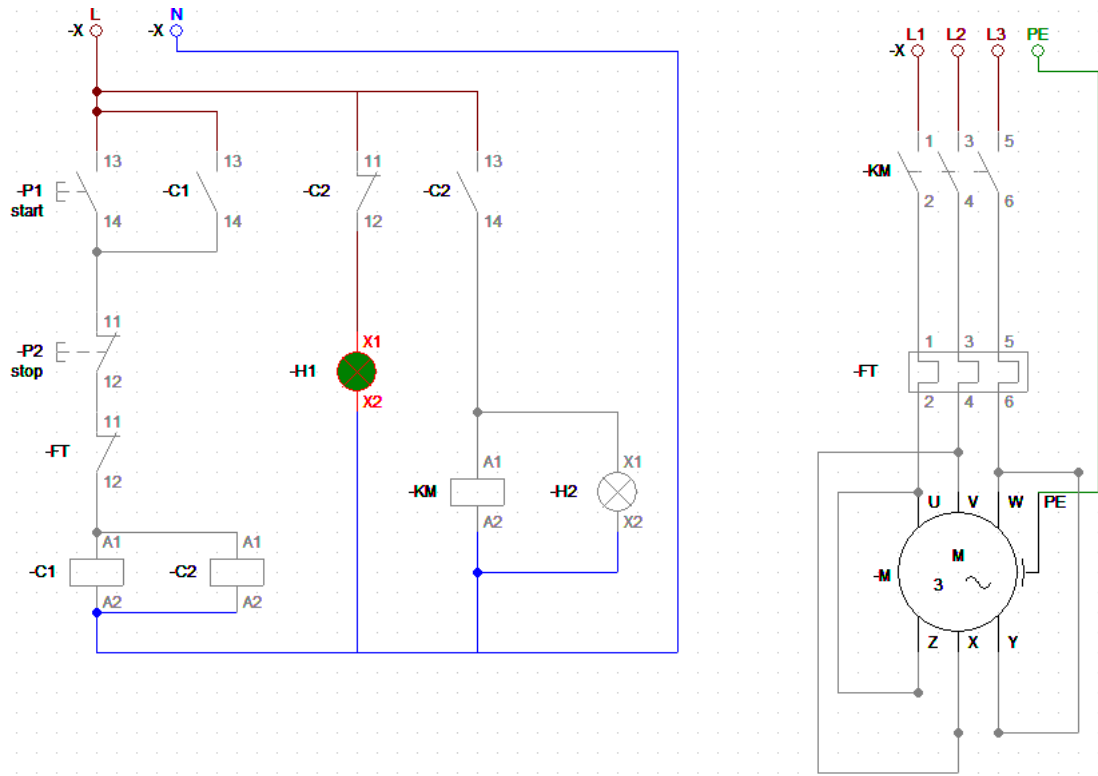 L N
-X -X
13 13 11 13
-P1 -C1 -C2 -C2
start
14 14 12 14
11
-P2
stop
12
X1
-H1
X2
11
-FT
12
A1 X1
-KM -H2
A2 X2
A1 A1
-C1 -C2
A2 A2
L1 L2 L3 PE
-X
1 3 5
-KM
2 4 6
1 3 5
-FT
2 4 6
U V W PE
M
-M 3
Z X Y